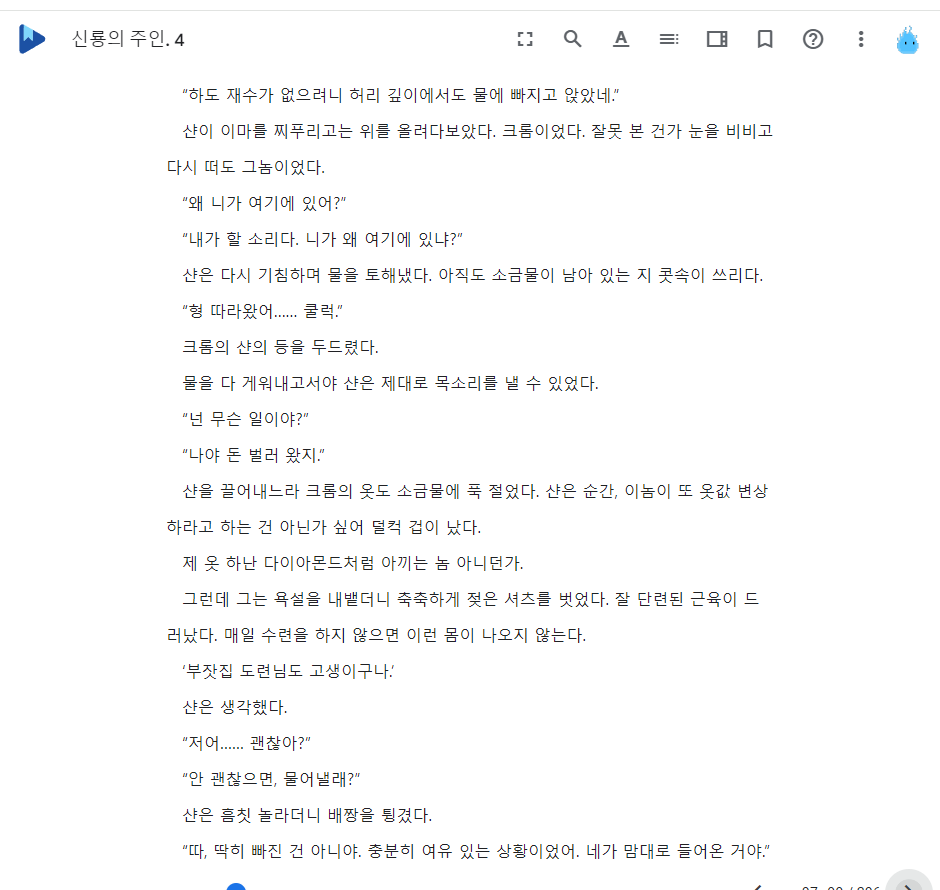 신룡의 주인. 4
“하도 재수가 없으려니 허리 깊이에서도 물에 빠지고 앉았네.”
샨이 이마를 찌푸리고는 위를 올려다보았다. 크롬이었다. 잘못 본 건가 눈을 비비고
다시 떠도 그놈이었다.
“왜 니가 여기에 있어?”
“내가 할 소리다. 니가 왜 여기에 있냐?”
샨은 다시 기침하며 물을 토해냈다. 아직도 소금물이 남아 있는 지 콧속이 쓰리다.
“형 따라왔어...... 쿨럭.”
크롬의 샨의 등을 두드렸다.
물을 다 게워내고서야 샨은 제대로 목소리를 낼 수 있었다.
“넌 무슨 일이야?”
“나야 돈 벌러 왔지.”
샨을 끌어내느라 크롬의 옷도 소금물에 푹 절었다. 샨은 순간, 이놈이 또 옷값 변상
하라고 하는 건 아닌가 싶어 덜컥 겁이 났다.
제 옷 하난 다이아몬드처럼 아끼는 놈 아니던가.
그런데 그는 욕설을 내뱉더니 축축하게 젖은 셔츠를 벗었다. 잘 단련된 근육이 드
러났다. 매일 수련을 하지 않으면 이런 몸이 나오지 않는다.
‘부잣집 도련님도 고생이구나.’
샨은 생각했다.
“저어...... 괜찮아?”
“안 괜찮으면, 물어낼래?”
샨은 흠칫 놀라더니 배짱을 튕겼다.
“따, 딱히 빠진 건 아니야. 충분히 여유 있는 상황이었어. 네가 맘대로 들어온 거야.”